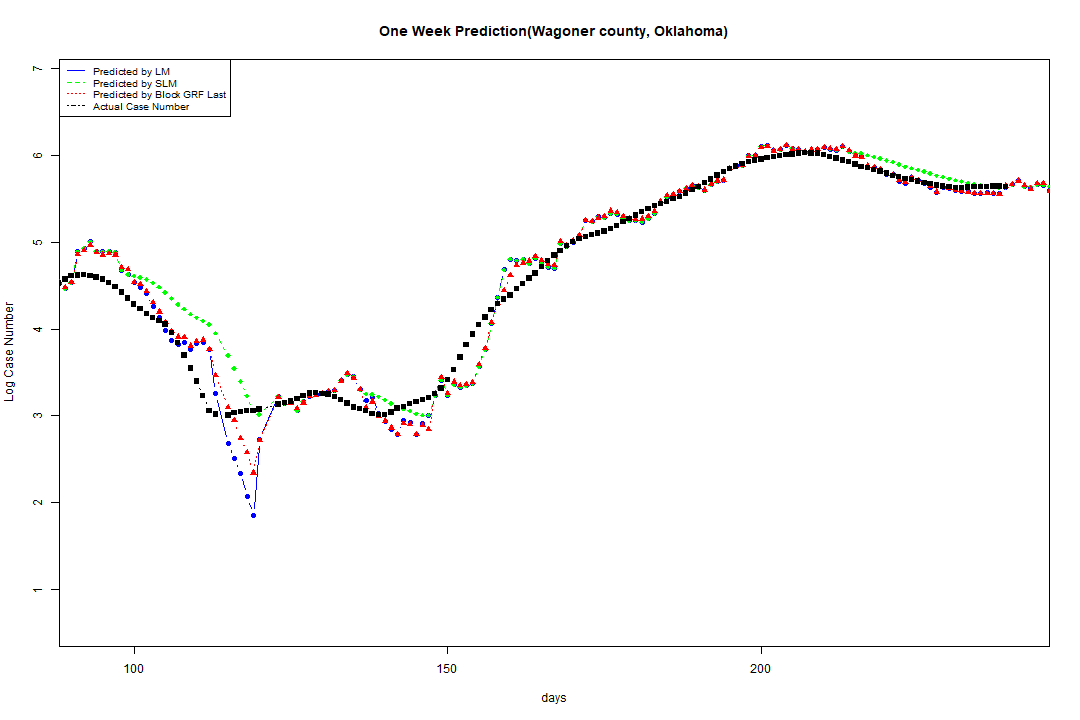 One Week Prediction(Wagoner county, Oklahoma)
Predicted by LM
Predicted by SLM
Predicted by Block GRF Last
Actual Case Number
7
6
5
4
3
2
1
Log Case Number
100
150
200
days